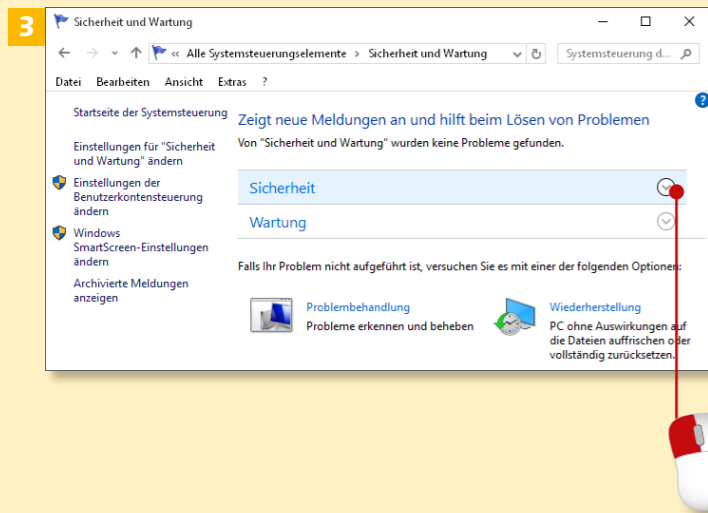 3
Sicherheit und Wartung
« Alle Systemsteuerungselemente › Sicherheit und Wartung
Systemsteuerung d...
Datei Bearbeiten Ansicht Extras ?
?
Startseite der Systemsteuerung
Einstellungen für "Sicherheit
und Wartung" ändern
Einstellungen der
Benutzerkontensteuerung
ändern
Windows
SmartScreen-Einstellungen
ändern
Archivierte Meldungen
anzeigen
Zeigt neue Meldungen an und hilft beim Lösen von Problemen
Von "Sicherheit und Wartung" wurden keine Probleme gefunden.
Sicherheit
Wartung
Falls Ihr Problem nicht aufgeführt ist, versuchen Sie es mit einer der folgenden Optionen:
Problembehandlung
Probleme erkennen und beheben
Wiederherstellung
PC ohne Auswirkungen auf
die Dateien auffrischen oder
vollständig zurücksetzen.